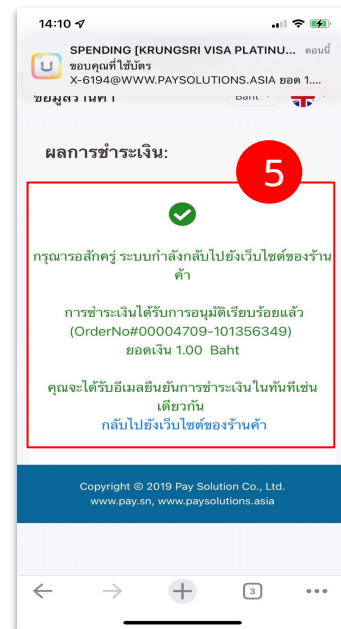 14:10
SPENDING [KRUNGSRI VISA PLATINU... ตอนนี้
ขอบคุณที่ใช้บัตร
X-6194@WWW.PAYSOLUTIONS.ASIA ยอด 1....
Baht
ผลการชำระเงิน:
5
กรุณารอสักครู่ ระบบกำลังกลับไปยังเว็บไซต์ของร้าน
ค้า
การชำระเงินได้รับการอนุมัติเรียบร้อยแล้ว
(OrderNo#00004709-101356349)
ยอดเงิน 1.00 Baht
คุณจะได้รับอีเมลยืนยันการชำระเงินในทันทีเช่น
เดียวกัน
กลับไปยังเว็บไซต์ของร้านค้า
Copyright © 2019 Pay Solution Co., Ltd.
www.pay.sn, www.paysolutions.asia
3